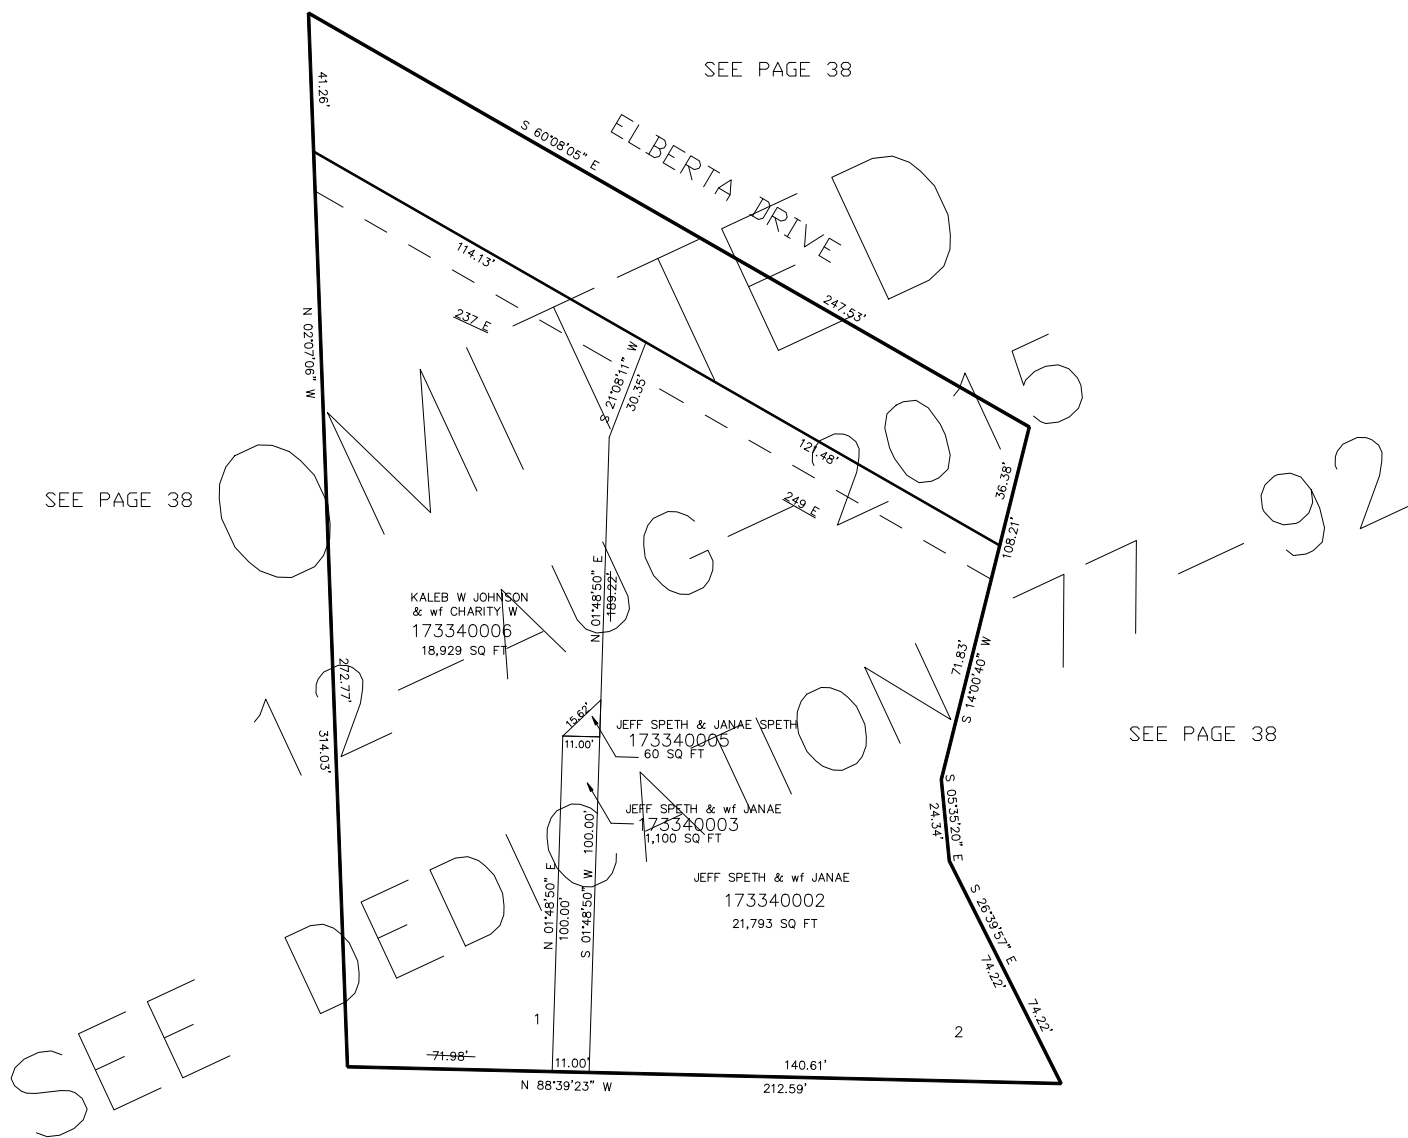 SEE PAGE 38
41.26'
S 60°08'05" E
ELBERTA DRIVE
114.13'
247.53'
237 E
N 02°07'06" W
S 21°08'11" W
30.35'
121.48'
36.38'
SEE PAGE 38
249 E
108.21'
N 01°48'50" E
189.22'
KALEB W JOHNSON
& wf CHARITY W
173340006
18,929 SQ FT
71.83'
S 14°00'40" W
272.77'
15.62'
JEFF SPETH & JANAE SPETH
173340005
60 SQ FT
SEE PAGE 38
314.03'
11.00'
S 05°35'20" E
24.34'
JEFF SPETH & wf JANAE
173340003
1,100 SQ FT
100.00'
S 01°48'50" W
N 01°48'50" E
100.00'
JEFF SPETH & wf JANAE
173340002
21,793 SQ FT
S 26°39'57" E
74.22'
74.22'
1
2
71.98'
11.00'
140.61'
N 88°39'23" W
212.59'
OMITTED
12-AUG-2015
SEE DEDICATION 77-92